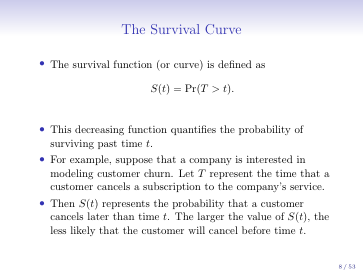 The Survival Curve
• The survival function (or curve) is defined as
S(t) = Pr(T > t).
• This decreasing function quantifies the probability of
surviving past time t.
• For example, suppose that a company is interested in
modeling customer churn. Let T represent the time that a
customer cancels a subscription to the company's service.
• Then S(t) represents the probability that a customer
cancels later than time t. The larger the value of S(t), the
less likely that the customer will cancel before time t.
8 / 53